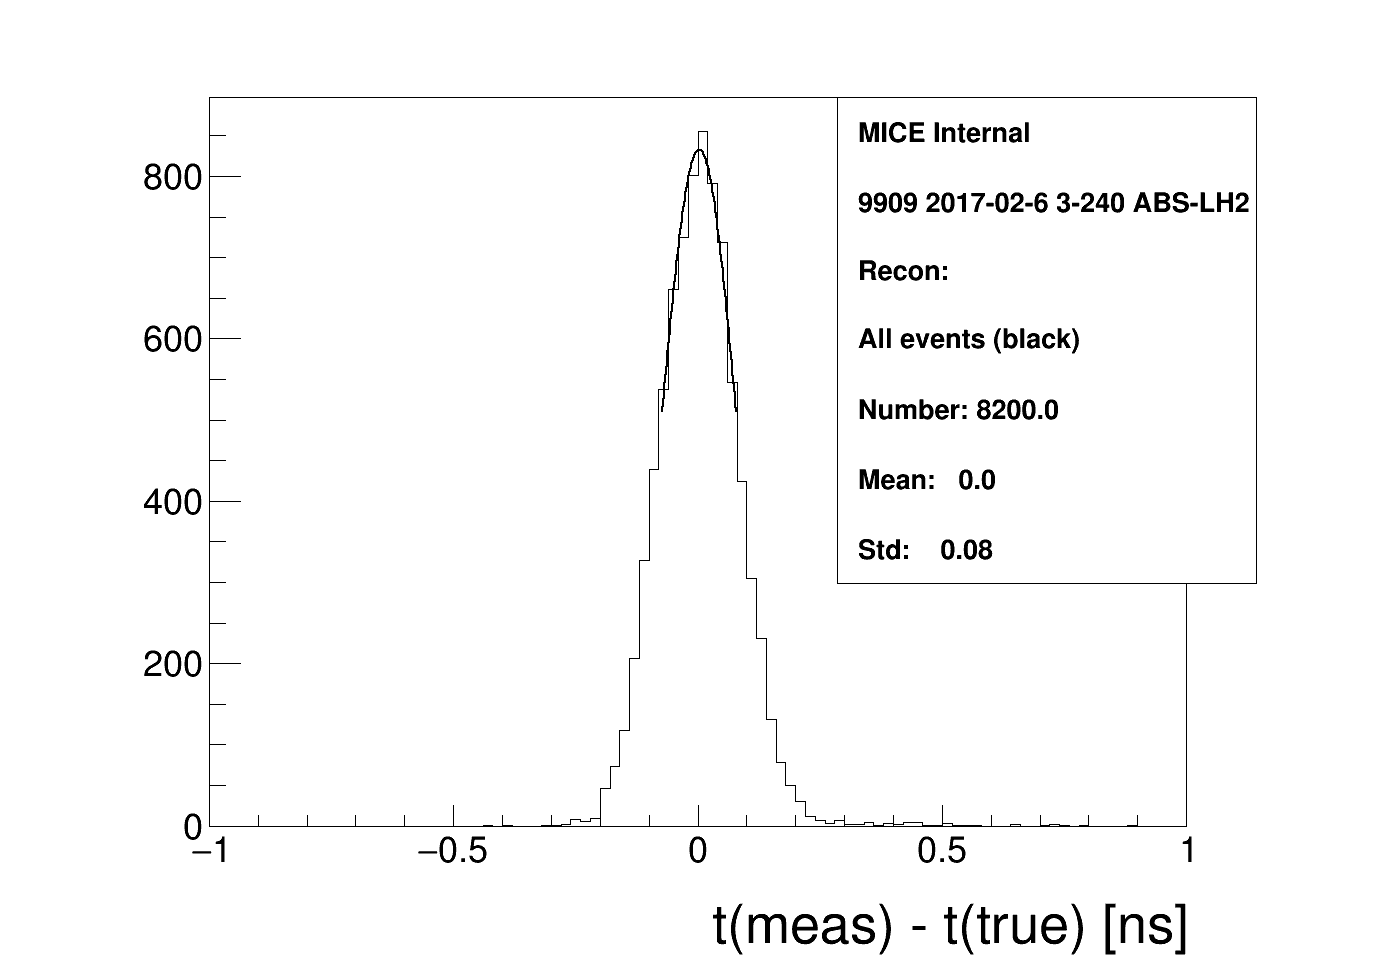 MICE Internal
9909 2017-02-6 3-240 ABS-LH2
Recon:
All events (black)
Number: 8200.0
Mean: 0.0
Std: 0.08
800
600
400
200
0
−1 −0.5 0 0.5 1
t(meas) - t(true) [ns]